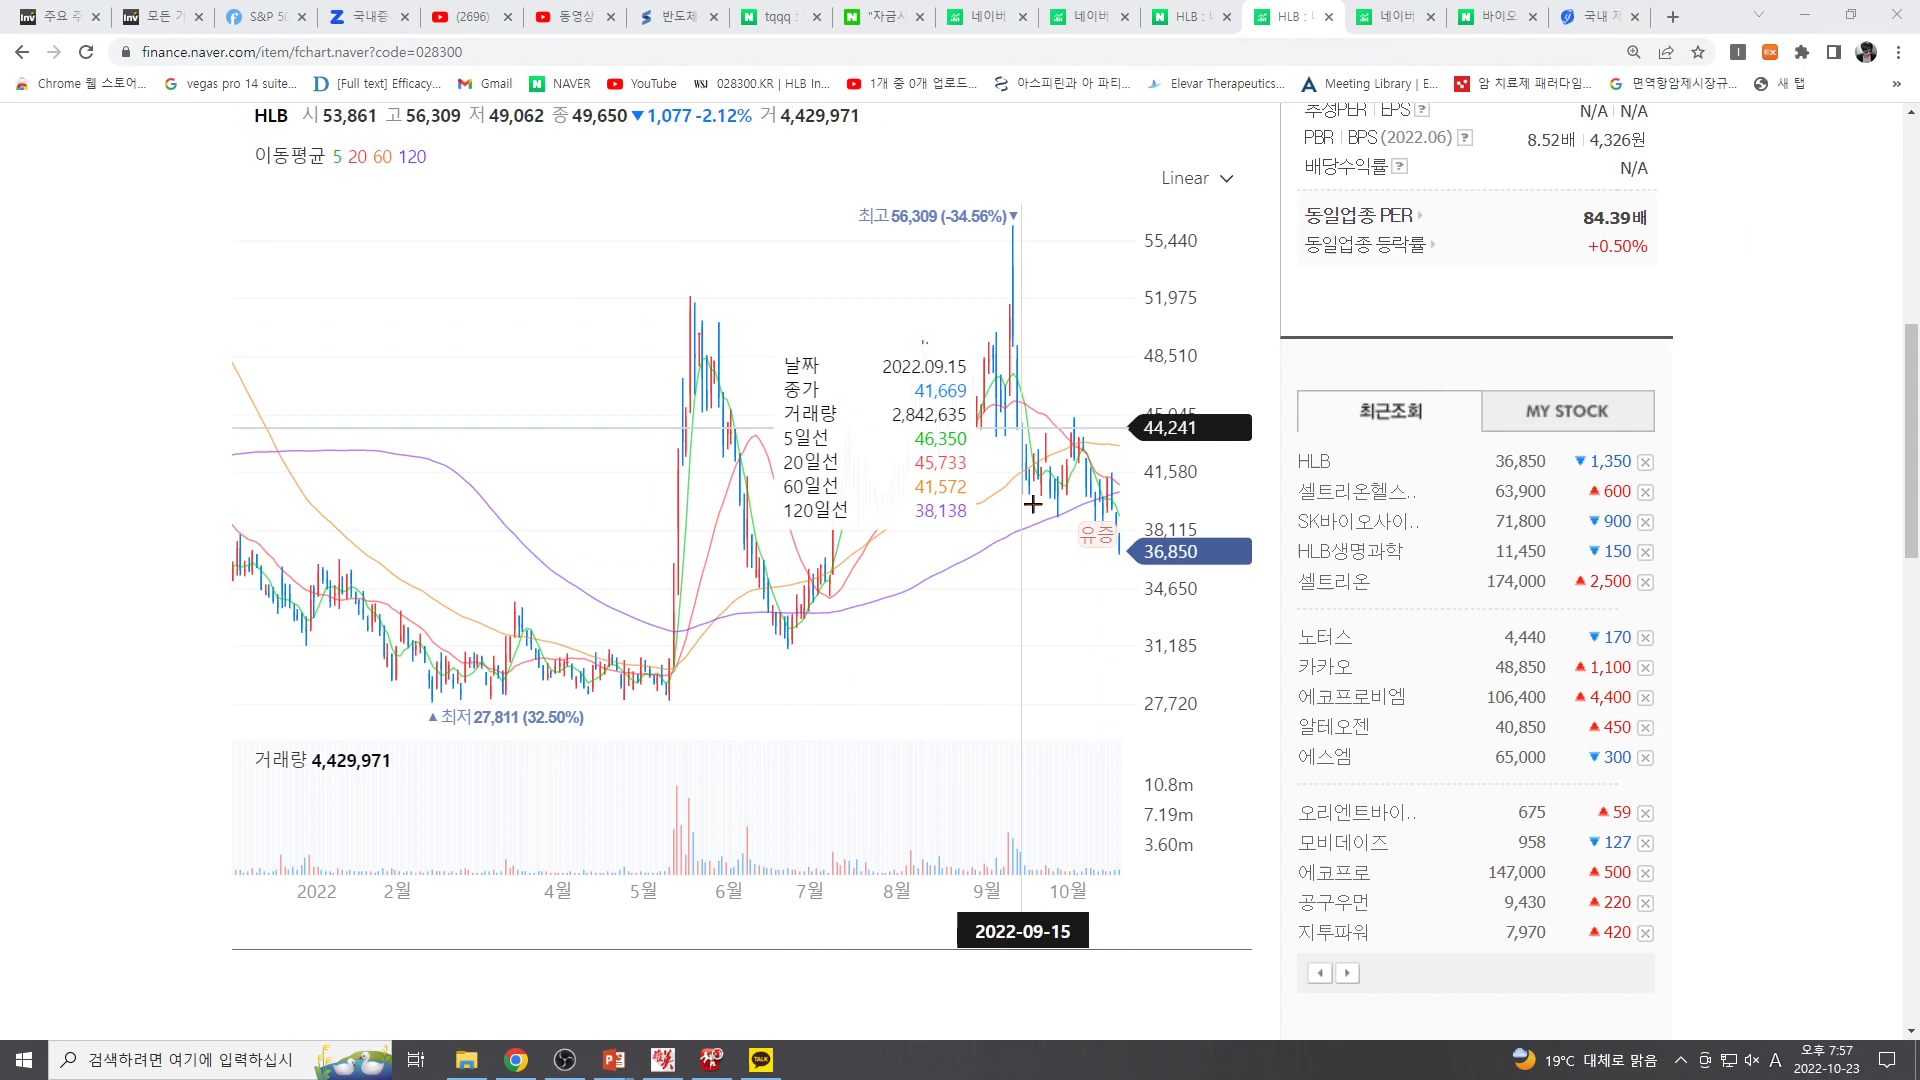 주요 주
모든 기
S&P 50
국내증
(2696)
동영상
반도체
tqqq :
"자금시
네이버
네이버
HLB : 네
HLB : 네
네이버
바이오
국내 제
finance.naver.com/item/fchart.naver?code=028300
Chrome 웹 스토어...
vegas pro 14 suite...
[Full text] Efficacy...
Gmail
NAVER
YouTube
028300.KR | HLB In...
1개 중 0개 업로드...
아스피린과 아 파티...
Elevar Therapeutics...
Meeting Library | E...
암 치료제 패러다임...
면역항암제시장규...
새 탭
»
HLB 시 53,861 고 56,309 저 49,062 종 49,650 ▼1,077 -2.12% 거 4,429,971
이동평균 5 20 60 120
Linear
최고 56,309 (-34.56%) ▼
55,440
51,975
48,510
45,045
44,241
41,580
38,115
36,850
34,650
31,185
27,720
날짜 2022.09.15
종가 41,669
거래량 2,842,635
5일선 46,350
20일선 45,733
60일선 41,572
120일선 38,138
유증
▲ 최저 27,811 (32.50%)
거래량 4,429,971
10.8m
7.19m
3.60m
2022 2월 4월 5월 6월 7월 8월 9월 10월
2022-09-15
추정PER | EPS ? N/A | N/A
PBR | BPS (2022.06) ? 8.52배 | 4,326원
배당수익률 ? N/A
동일업종 PER 84.39배
동일업종 등락률 +0.50%
최근조회 MY STOCK
HLB 36,850 ▼ 1,350
셀트리온헬스.. 63,900 ▲ 600
SK바이오사이.. 71,800 ▼ 900
HLB생명과학 11,450 ▼ 150
셀트리온 174,000 ▲ 2,500
노터스 4,440 ▼ 170
카카오 48,850 ▲ 1,100
에코프로비엠 106,400 ▲ 4,400
알테오젠 40,850 ▲ 450
에스엠 65,000 ▼ 300
오리엔트바이.. 675 ▲ 59
모비데이즈 958 ▼ 127
에코프로 147,000 ▲ 500
공구우먼 9,430 ▲ 220
지투파워 7,970 ▲ 420
검색하려면 여기에 입력하십시
TALK
19°C 대체로 맑음
A
오후 7:57
2022-10-23